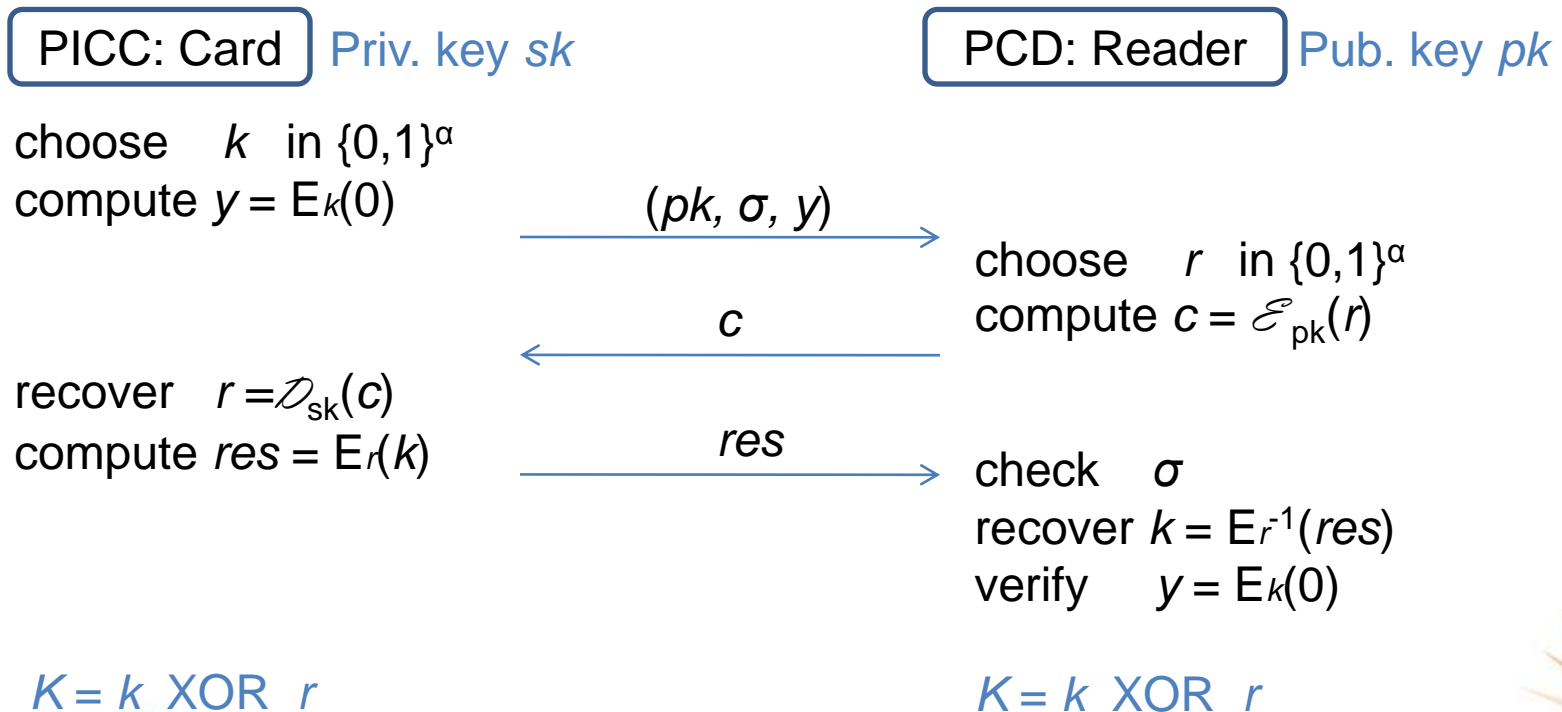 PICC: Card Priv. key sk PCD: Reader Pub. key pk
choose k in {0,1}ᵅ
compute y = Eₖ(0)
(pk, σ, y)
choose r in {0,1}ᵅ
compute c = ℰpk(r)
c
recover r =𝒟sk(c)
compute res = Eᵣ(k)
res
check σ
recover k = Eᵣ⁻¹(res)
verify y = Eₖ(0)
K = k XOR r K = k XOR r